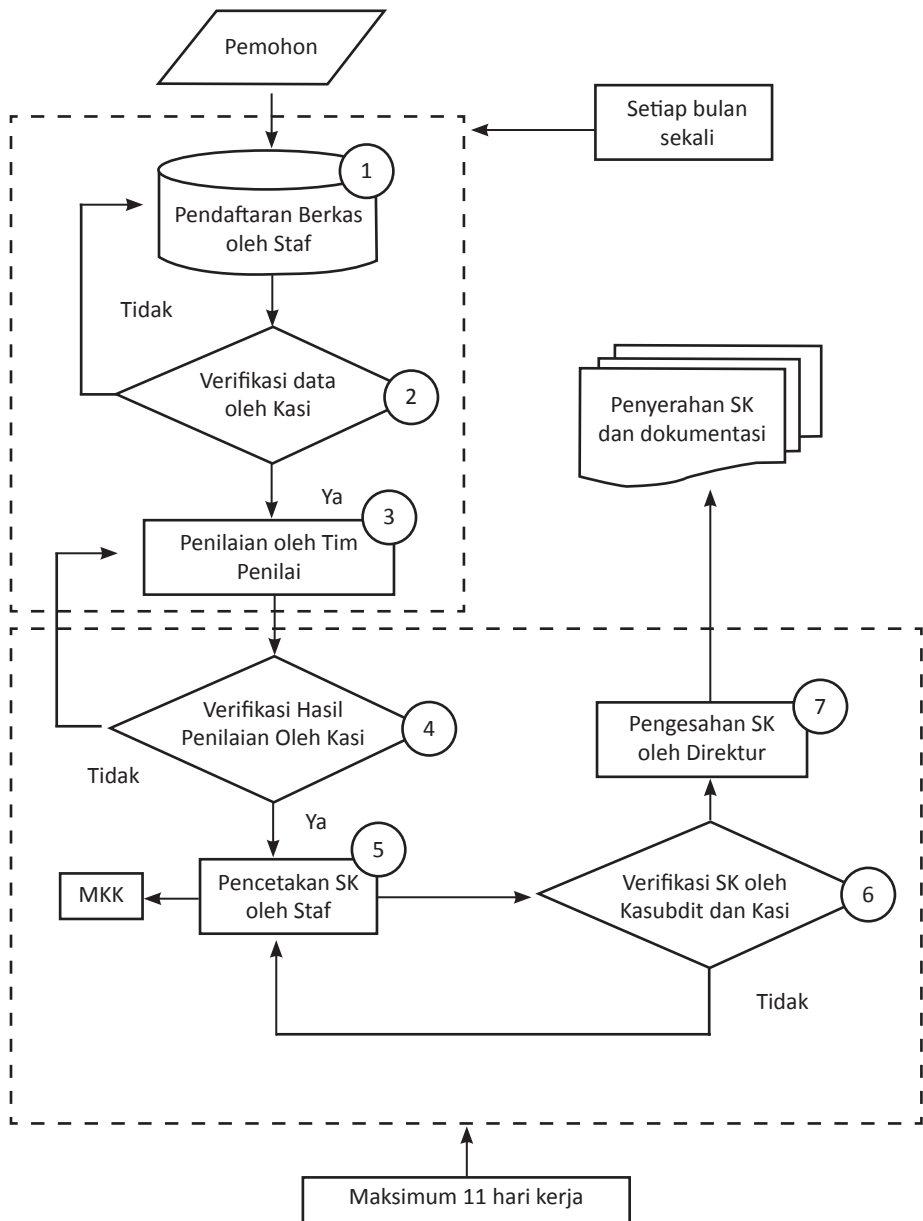 Pemohon
Setiap bulan
sekali
1
Pendaftaran Berkas
oleh Staf
Tidak
Verifikasi data
oleh Kasi
2
Ya
3
Penilaian oleh Tim
Penilai
Verifikasi Hasil
Penilaian Oleh Kasi
4
Tidak
Ya
5
Pencetakan SK
oleh Staf
MKK
Verifikasi SK oleh
Kasubdit dan Kasi
6
Tidak
7
Pengesahan SK
oleh Direktur
Penyerahan SK
dan dokumentasi
Maksimum 11 hari kerja